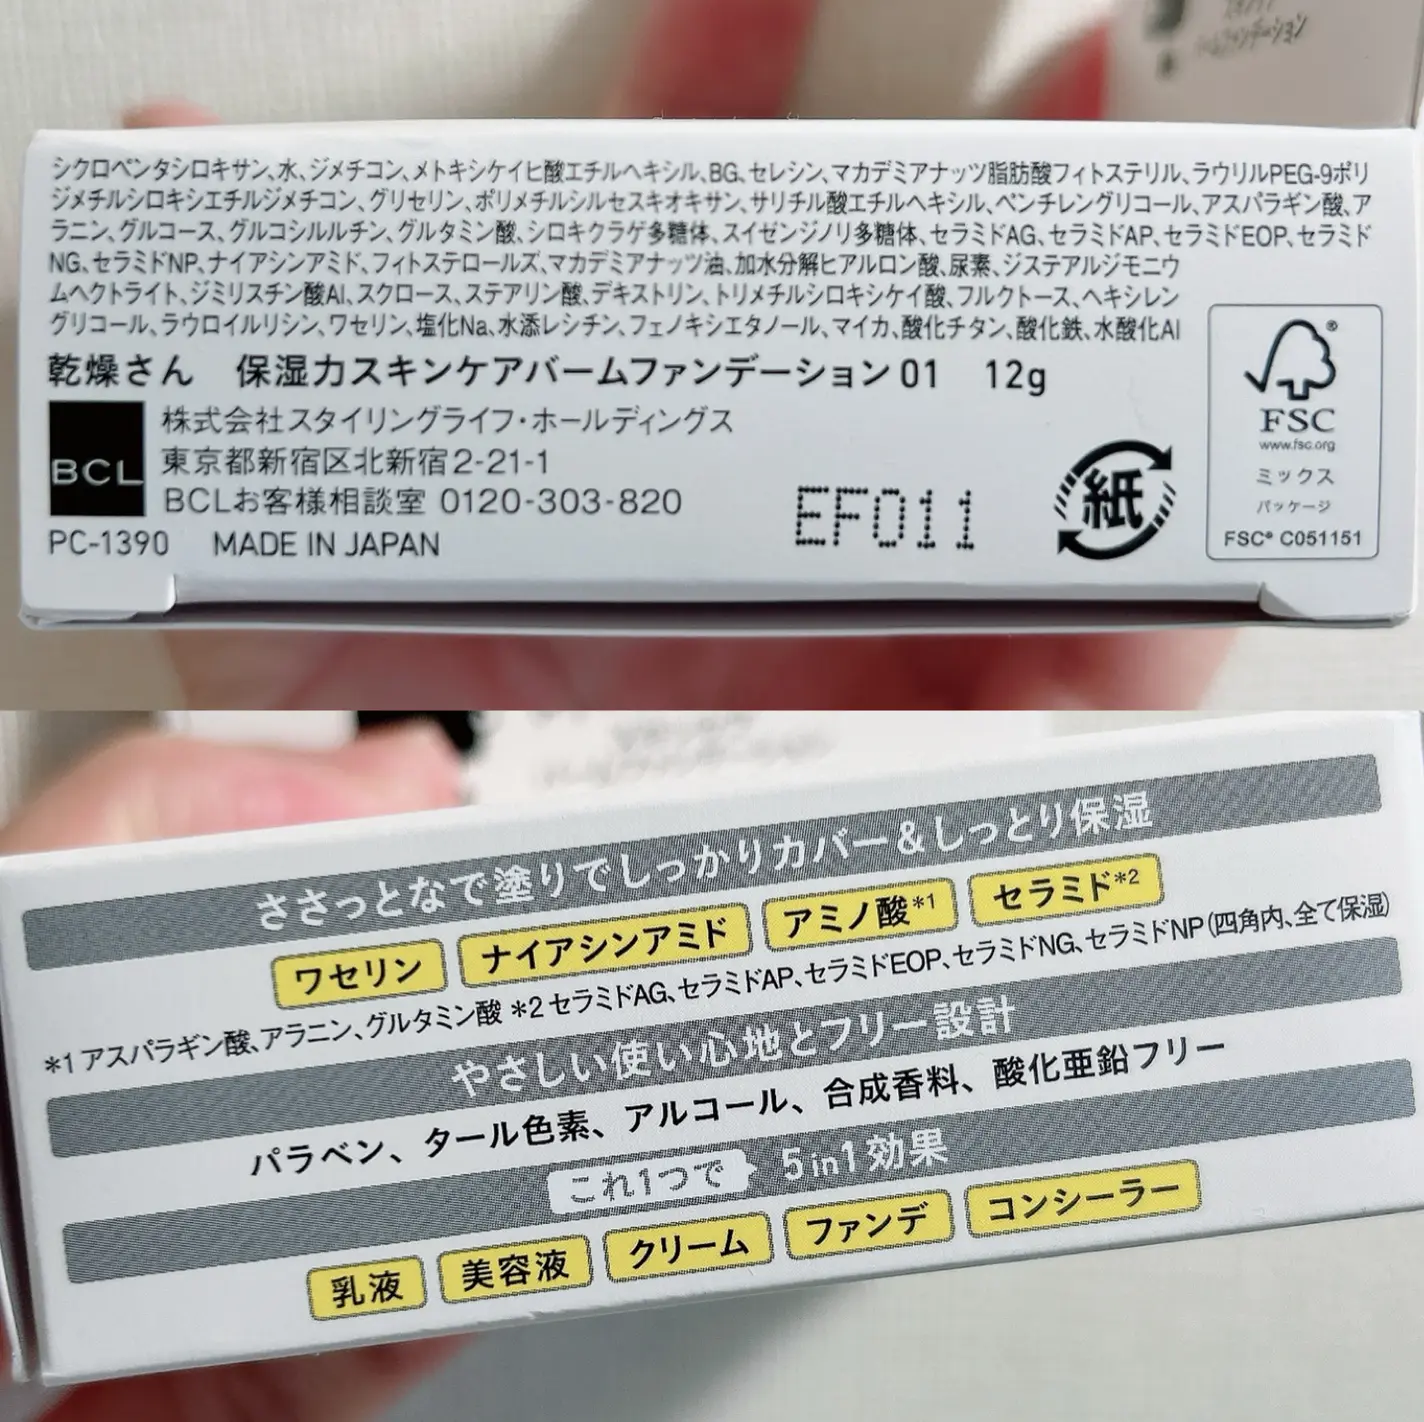 ームファンデーション
シクロペンタシロキサン、水、ジメチコン、メトキシケイヒ酸エチルヘキシル、BG、セレシン、マカデミアナッツ脂肪酸フィトステリル、ラウリルPEG-9ポリ
ジメチルシロキシエチルジメチコン、グリセリン、ポリメチルシルセスキオキサン、サリチル酸エチルヘキシル、ペンチレングリコール、アスパラギン酸、ア
ラニン、グルコース、グルコシルルチン、グルタミン酸、シロキクラゲ多糖体、スイゼンジノリ多糖体、セラミドAG、セラミドAP、セラミドEOP、セラミド
NG、セラミドNP、ナイアシンアミド、フィトステロールズ、マカデミアナッツ油、加水分解ヒアルロン酸、尿素、ジステアルジモニウ
ムヘクトライト、ジミリスチン酸Al、スクロース、ステアリン酸、デキストリン、トリメチルシロキシケイ酸、フルクトース、ヘキシレン
グリコール、ラウロイルリシン、ワセリン、塩化Na、水添レシチン、フェノキシエタノール、マイカ、酸化チタン、酸化鉄、水酸化Al
乾燥さん 保湿力スキンケアバームファンデーション01 12g
BCL
株式会社スタイリングライフ・ホールディングス
東京都新宿区北新宿2-21-1
BCLお客様相談室 0120-303-820
PC-1390 MADE IN JAPAN
EF011
紙
®
FSC
www.fsc.org
ミックス
パッケージ
FSC® C051151
ささっとなで塗りでしっかりカバー&しっとり保湿
ワセリン ナイアシンアミド アミノ酸*1 セラミド*2
*1 アスパラギン酸、アラニン、グルタミン酸 *2 セラミドAG、セラミドAP、セラミドEOP、セラミドNG、セラミドNP(四角内、全て保湿)
やさしい使い心地とフリー設計
パラベン、タール色素、アルコール、合成香料、酸化亜鉛フリー
これ1つで 5in1効果
乳液 美容液 クリーム ファンデ コンシーラー